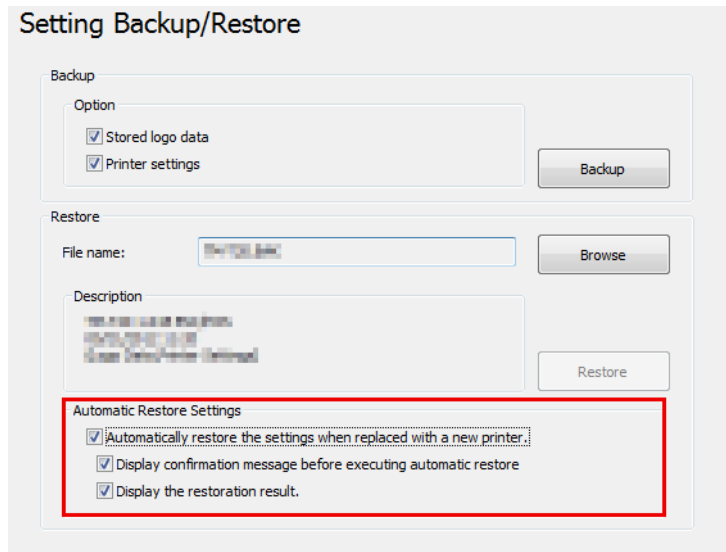 Setting Backup/Restore
Backup
Option
Stored logo data
Printer settings
Backup
Restore
File name:
Browse
Description
Restore
Automatic Restore Settings
Automatically restore the settings when replaced with a new printer.
Display confirmation message before executing automatic restore
Display the restoration result.